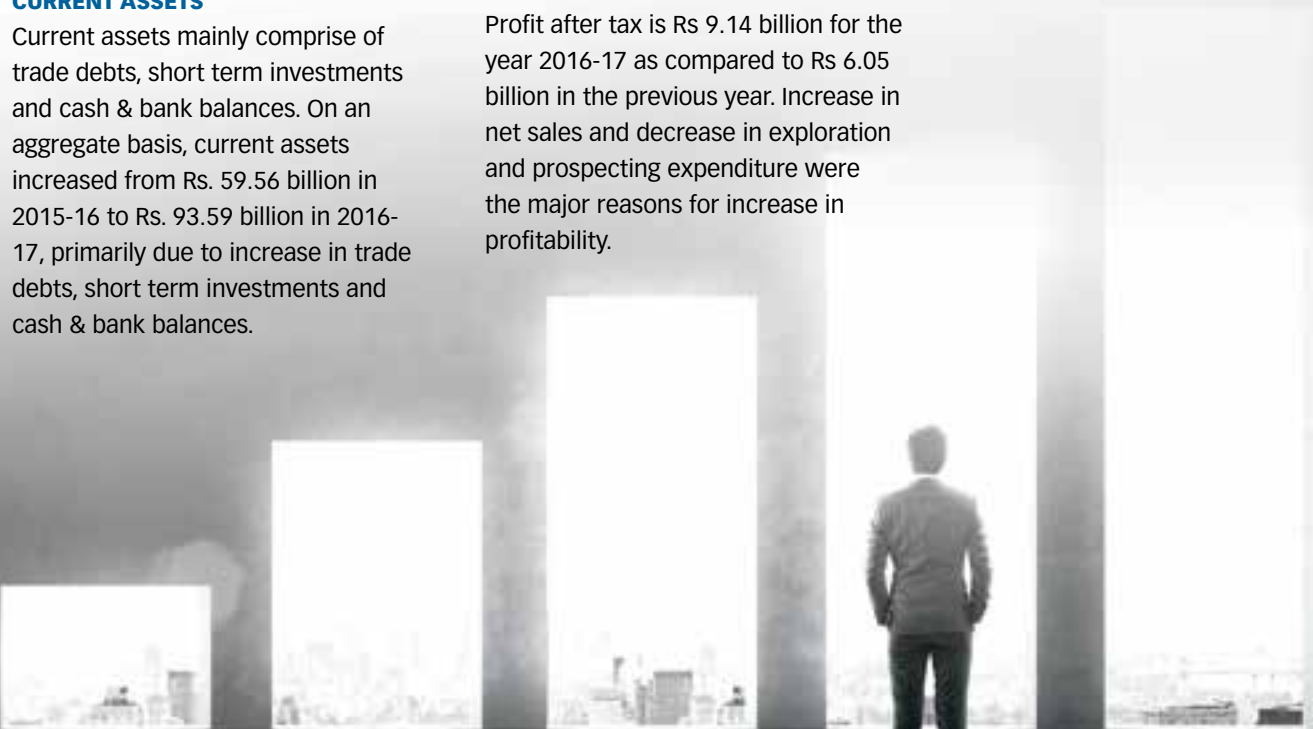 CURRENT ASSETS
Current assets mainly comprise of
trade debts, short term investments
and cash & bank balances. On an
aggregate basis, current assets
increased from Rs. 59.56 billion in
2015-16 to Rs. 93.59 billion in 2016-
17, primarily due to increase in trade
debts, short term investments and
cash & bank balances.
Profit after tax is Rs 9.14 billion for the
year 2016-17 as compared to Rs 6.05
billion in the previous year. Increase in
net sales and decrease in exploration
and prospecting expenditure were
the major reasons for increase in
profitability.